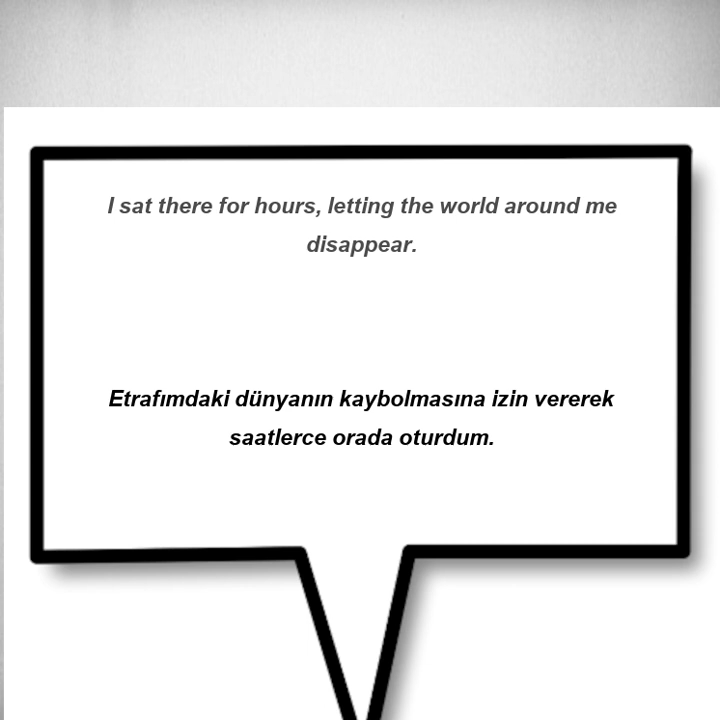 I sat there for hours, letting the world around me
disappear.
Etrafımdaki dünyanın kaybolmasına izin vererek
saatlerce orada oturdum.